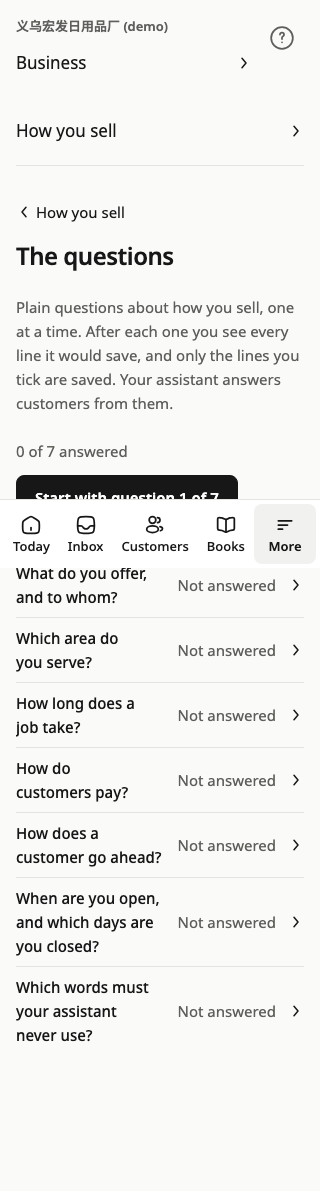 义乌宏发日用品厂 (demo)
Business
How you sell
How you sell
The questions
Plain questions about how you sell, one
at a time. After each one you see every
line it would save, and only the lines you
tick are saved. Your assistant answers
customers from them.
0 of 7 answered
Start with question 1 of 7
Today
Inbox
Customers
Books
More
What do you offer,
and to whom?
Not answered
Which area do
you serve?
Not answered
How long does a
job take?
Not answered
How do
customers pay?
Not answered
How does a
customer go ahead?
Not answered
When are you open,
and which days are
you closed?
Not answered
Which words must
your assistant
never use?
Not answered